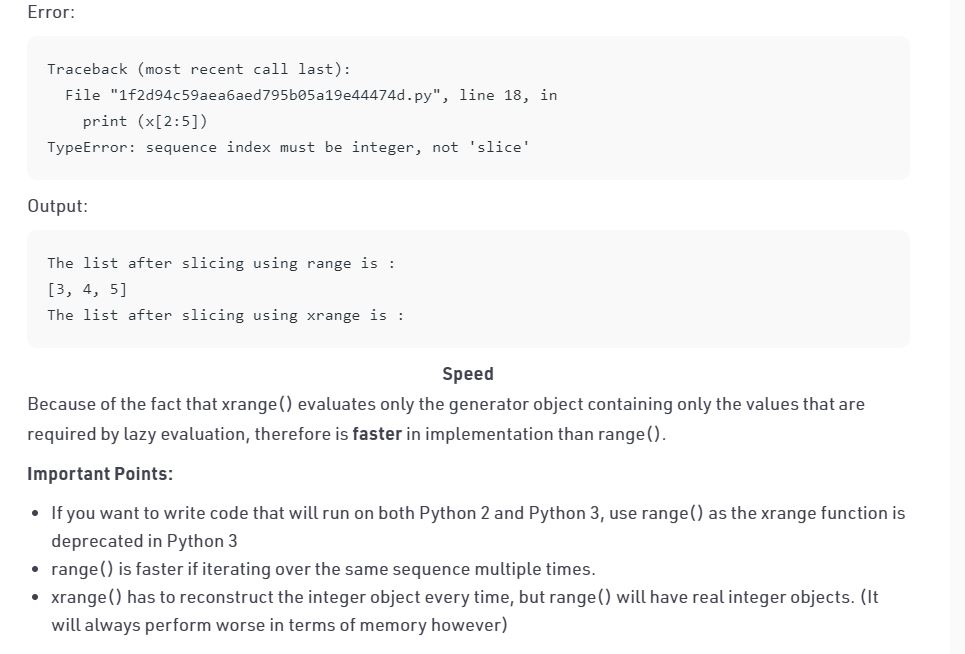 Error:
Traceback (most recent call last):
  File "1f2d94c59aea6aed795b05a19e44474d.py", line 18, in
    print (x[2:5])
TypeError: sequence index must be integer, not 'slice'
Output:
The list after slicing using range is :
[3, 4, 5]
The list after slicing using xrange is :
Speed
Because of the fact that xrange() evaluates only the generator object containing only the values that are
required by lazy evaluation, therefore is faster in implementation than range().
Important Points:
• If you want to write code that will run on both Python 2 and Python 3, use range() as the xrange function is
deprecated in Python 3
• range() is faster if iterating over the same sequence multiple times.
• xrange() has to reconstruct the integer object every time, but range() will have real integer objects. (It
will always perform worse in terms of memory however)